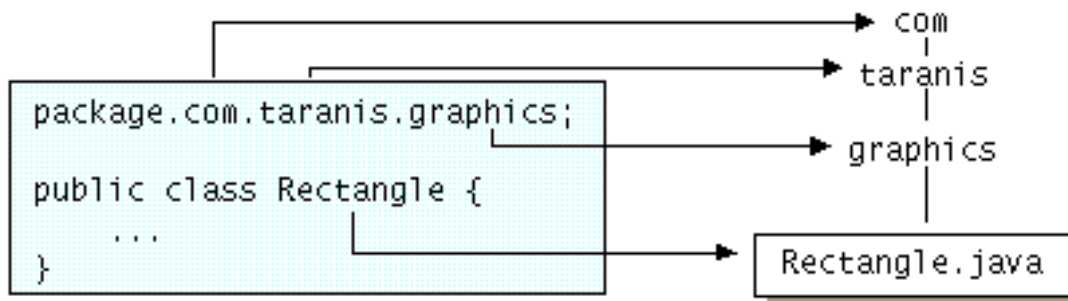 com
taranis
package.com.taranis.graphics;
graphics
public class Rectangle {
...
Rectangle.java
}